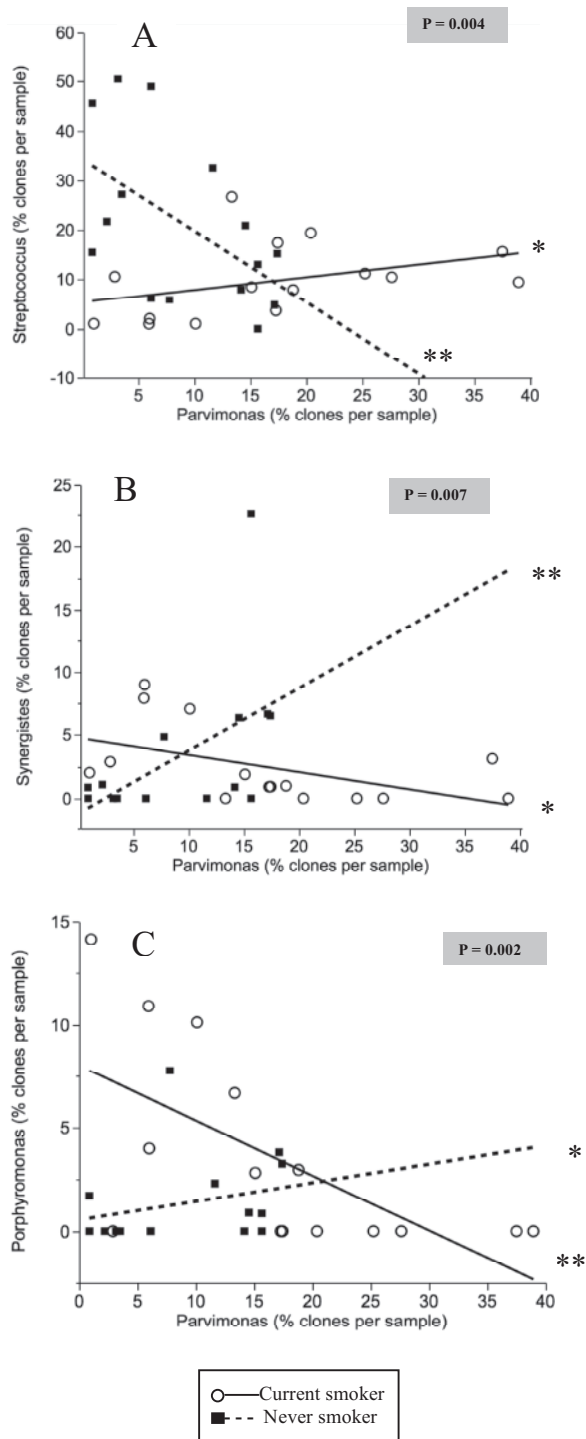 A
P = 0.004
60
50
40
30
20
10
0
-10
Streptococcus (% clones per sample)
*
**
5 10 15 20 25 30 35 40
Parvimonas (% clones per sample)
B
P = 0.007
25
20
15
10
5
0
Synergistes (% clones per sample)
**
*
5 10 15 20 25 30 35 40
Parvimonas (% clones per sample)
C
P = 0.002
15
10
5
0
Porphyromonas (% clones per sample)
*
**
0 5 10 15 20 25 30 35 40
Parvimonas (% clones per sample)
Current smoker
Never smoker